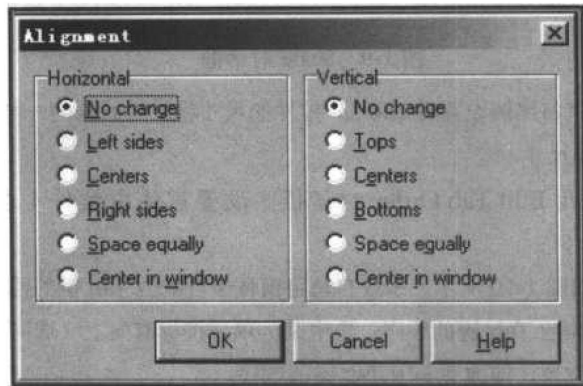 Alignment
Horizontal
No change
Left sides
Centers
Right sides
Space equally
Center in window
Vertical
No change
Tops
Centers
Bottoms
Space equally
Center in window
OK
Cancel
Help